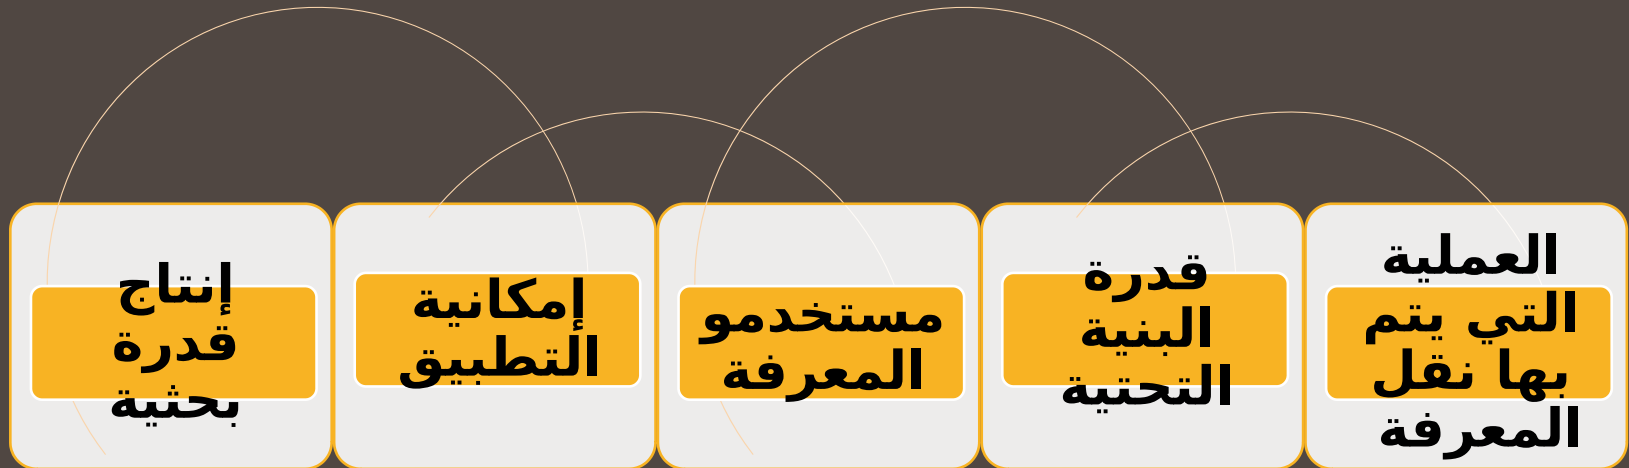 العملية
التي يتم
بها نقل
المعرفة
قدرة
البنية
التحتية
مستخدمو
المعرفة
إمكانية
التطبيق
إنتاج
قدرة
بحثية